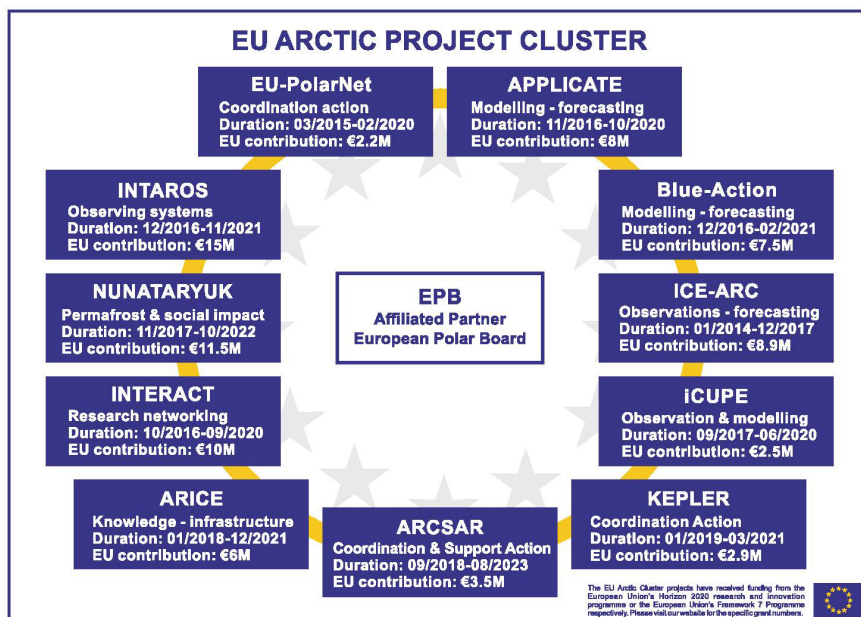 EU ARCTIC PROJECT CLUSTER
EU-PolarNet
Coordination action
Duration: 03/2015-02/2020
EU contribution: €2.2M
APPLICATE
Modelling - forecasting
Duration: 11/2016-10/2020
EU contribution: €8M
INTAROS
Observing systems
Duration: 12/2016-11/2021
EU contribution: €15M
Blue-Action
Modelling - forecasting
Duration: 12/2016-02/2021
EU contribution: €7.5M
NUNATARYUK
Permafrost & social impact
Duration: 11/2017-10/2022
EU contribution: €11.5M
EPB
Affiliated Partner
European Polar Board
ICE-ARC
Observations - forecasting
Duration: 01/2014-12/2017
EU contribution: €8.9M
INTERACT
Research networking
Duration: 10/2016-09/2020
EU contribution: €10M
iCUPE
Observation & modelling
Duration: 09/2017-06/2020
EU contribution: €2.5M
ARICE
Knowledge - infrastructure
Duration: 01/2018-12/2021
EU contribution: €6M
ARCSAR
Coordination & Support Action
Duration: 09/2018-08/2023
EU contribution: €3.5M
KEPLER
Coordination Action
Duration: 01/2019-03/2021
EU contribution: €2.9M
The EU Arctic Cluster projects have received funding from the
European Union's Horizon 2020 research and innovation
programme or the European Union's Framework 7 Programme
respectively. Please visit our website for the specific grant numbers.